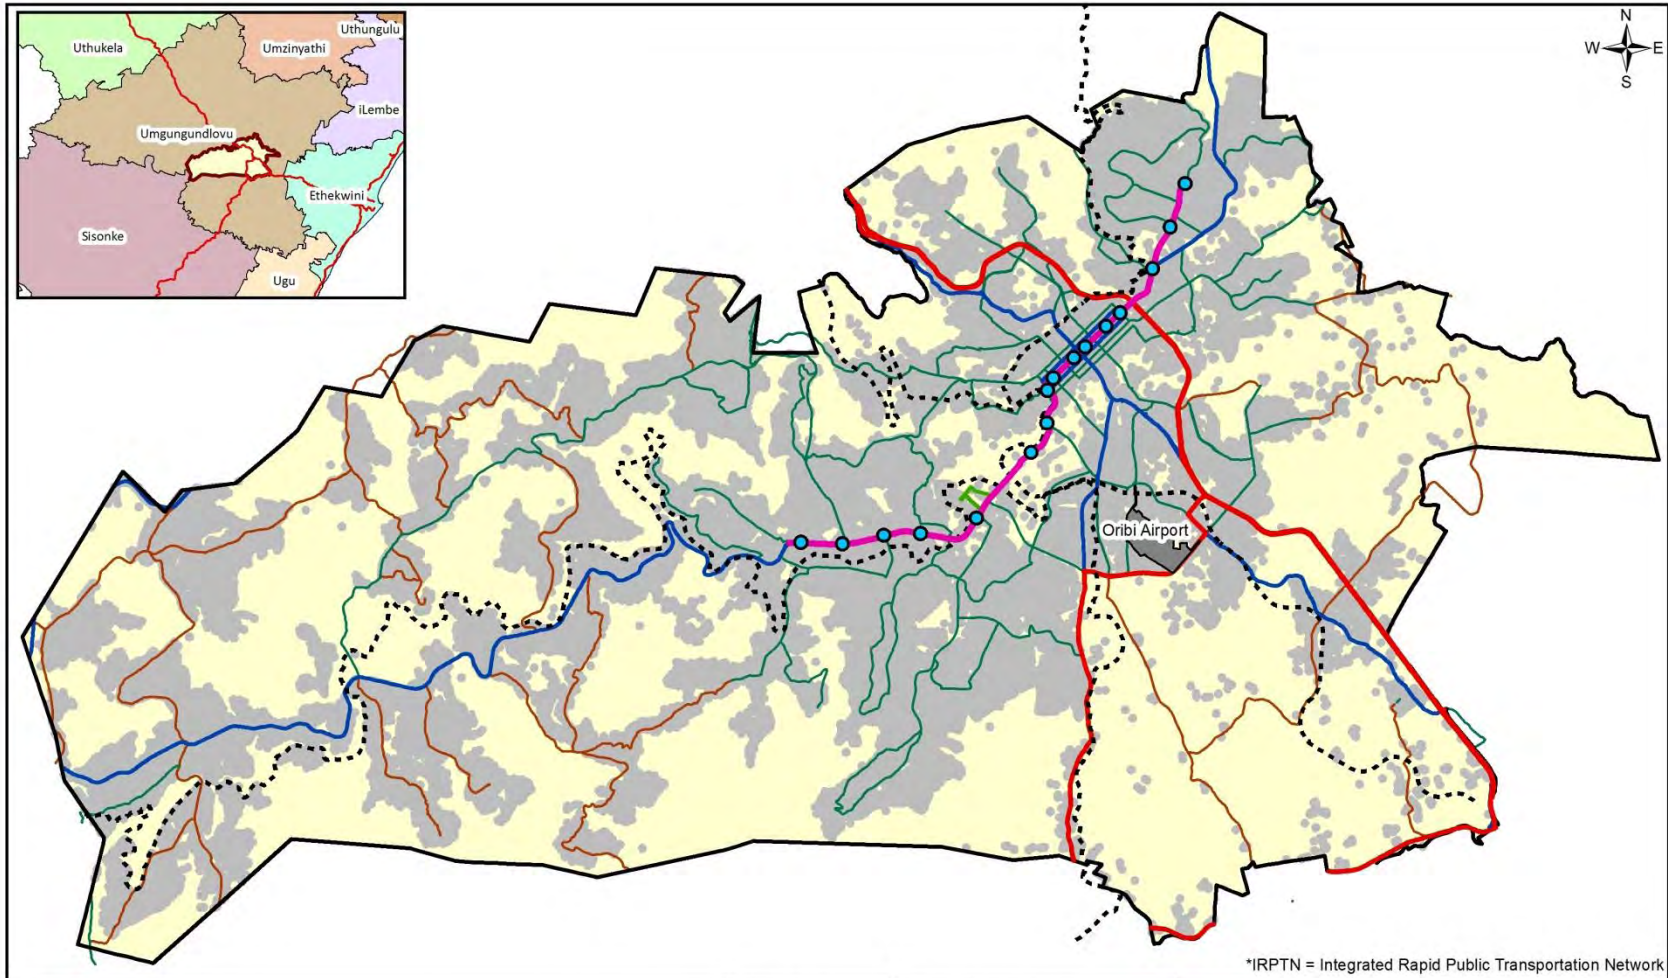 Uthungulu
Uthukela
Umzinyathi
iLembe
Umgungundlovu
Ethekwini
Sisonke
Ugu
N
W E
S
Oribi Airport
*IRPTN = Integrated Rapid Public Transportation Network